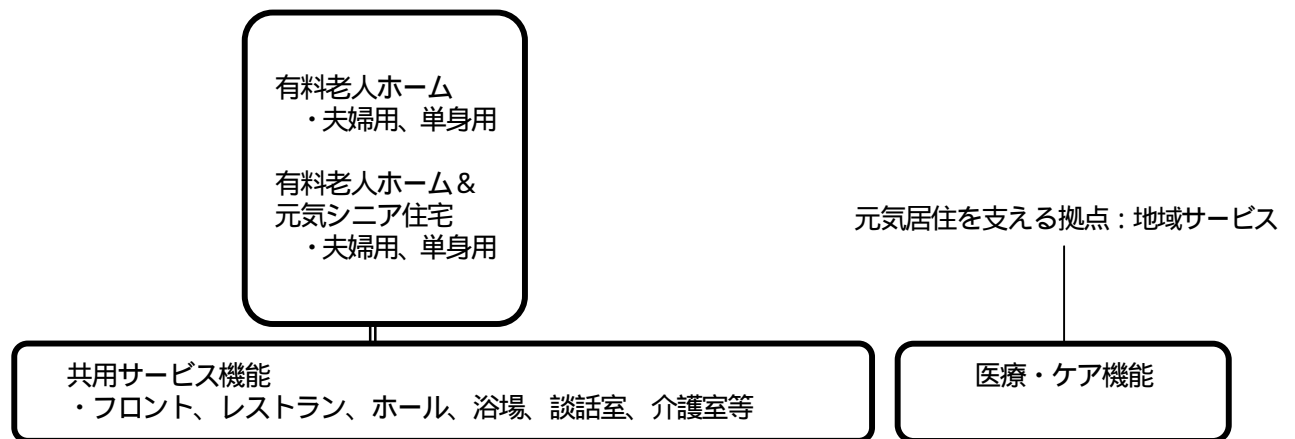 有料老人ホーム
・夫婦用、単身用
有料老人ホーム＆
元気シニア住宅
・夫婦用、単身用
元気居住を支える拠点：地域サービス
共用サービス機能
・フロント、レストラン、ホール、浴場、談話室、介護室等
医療・ケア機能